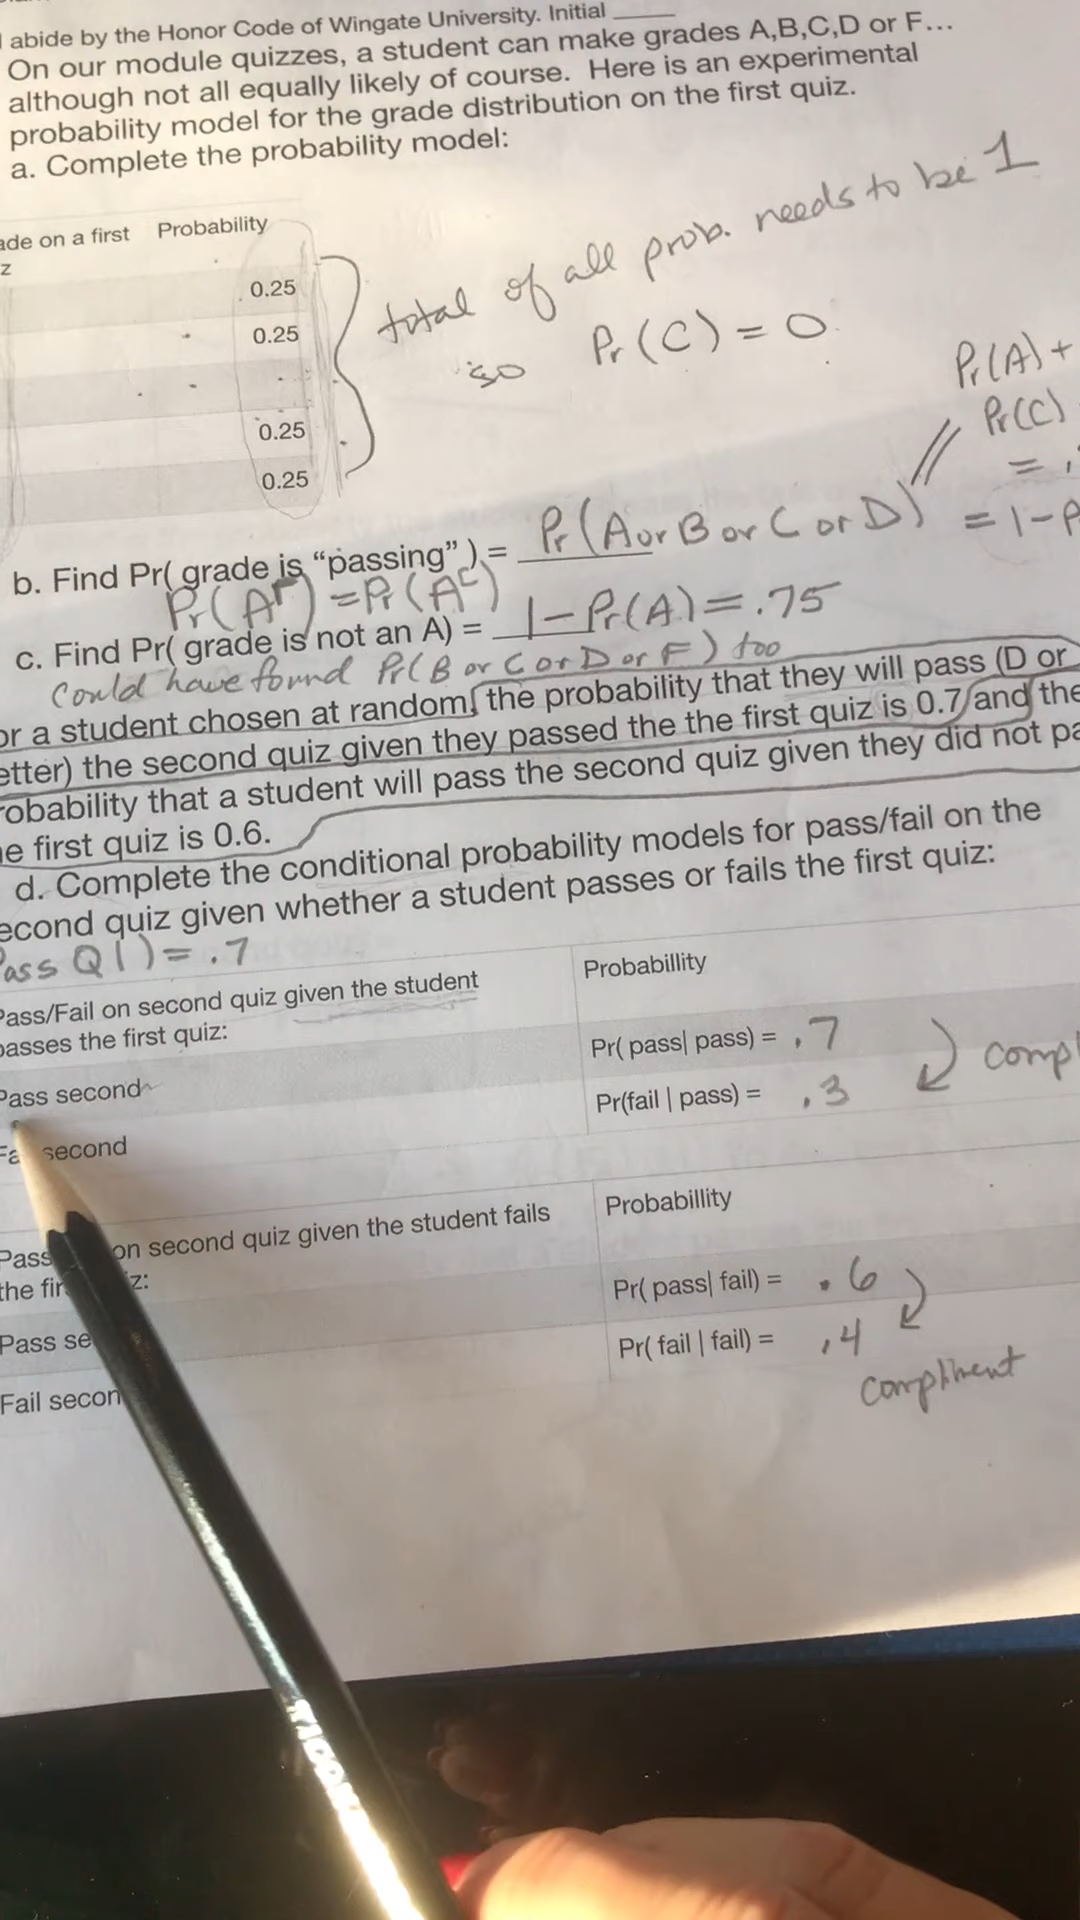 abide by the Honor Code of Wingate University. Initial ____
On our module quizzes, a student can make grades A,B,C,D or F...
although not all equally likely of course. Here is an experimental
probability model for the grade distribution on the first quiz.
a. Complete the probability model:
total of all prob. needs to be 1
so Pr(C) = 0
ade on a first Probability
z
0.25
0.25
0.25
0.25
Pr(A)+
Pr(C)
= .
b. Find Pr( grade is “passing” ) = Pr(A or B or C or D) = 1-P
Pr(A') = Pr(Aᶜ)
c. Find Pr( grade is not an A) = 1-Pr(A) = .75
Could have found Pr(B or C or D or F) too
or a student chosen at random, the probability that they will pass (D or
etter) the second quiz given they passed the the first quiz is 0.7 and the
robability that a student will pass the second quiz given they did not pa
e first quiz is 0.6.
d. Complete the conditional probability models for pass/fail on the
econd quiz given whether a student passes or fails the first quiz:
Pass Q1) = .7
Pass/Fail on second quiz given the student
passes the first quiz:
Probabillity
Pass second
Pr( pass| pass) = .7
Fa second
Pr(fail | pass) = .3
compl
Pass on second quiz given the student fails
the fir z:
Probabillity
Pass se
Pr( pass| fail) = .6
Fail secon
Pr( fail | fail) = .4
compliment